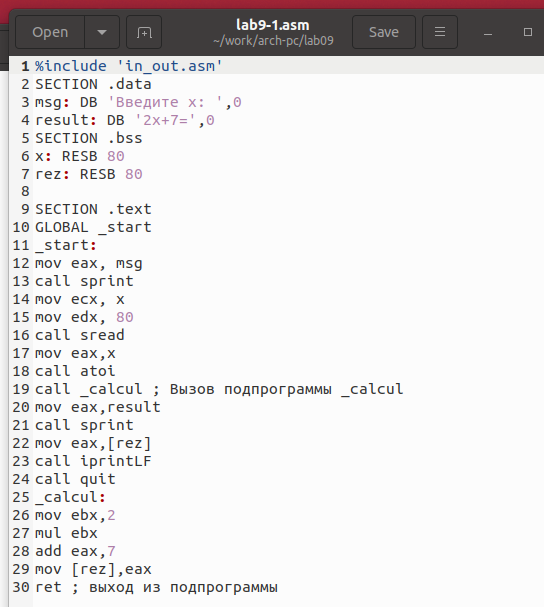 Open
lab9-1.asm
~/work/arch-pc/lab09
Save
1 %include 'in_out.asm'
2 SECTION .data
3 msg: DB 'Введите x: ',0
4 result: DB '2x+7=',0
5 SECTION .bss
6 x: RESB 80
7 rez: RESB 80
8
9 SECTION .text
10 GLOBAL _start
11 _start:
12 mov eax, msg
13 call sprint
14 mov ecx, x
15 mov edx, 80
16 call sread
17 mov eax,x
18 call atoi
19 call _calcul ; Вызов подпрограммы _calcul
20 mov eax,result
21 call sprint
22 mov eax,[rez]
23 call iprintLF
24 call quit
25 _calcul:
26 mov ebx,2
27 mul ebx
28 add eax,7
29 mov [rez],eax
30 ret ; выход из подпрограммы